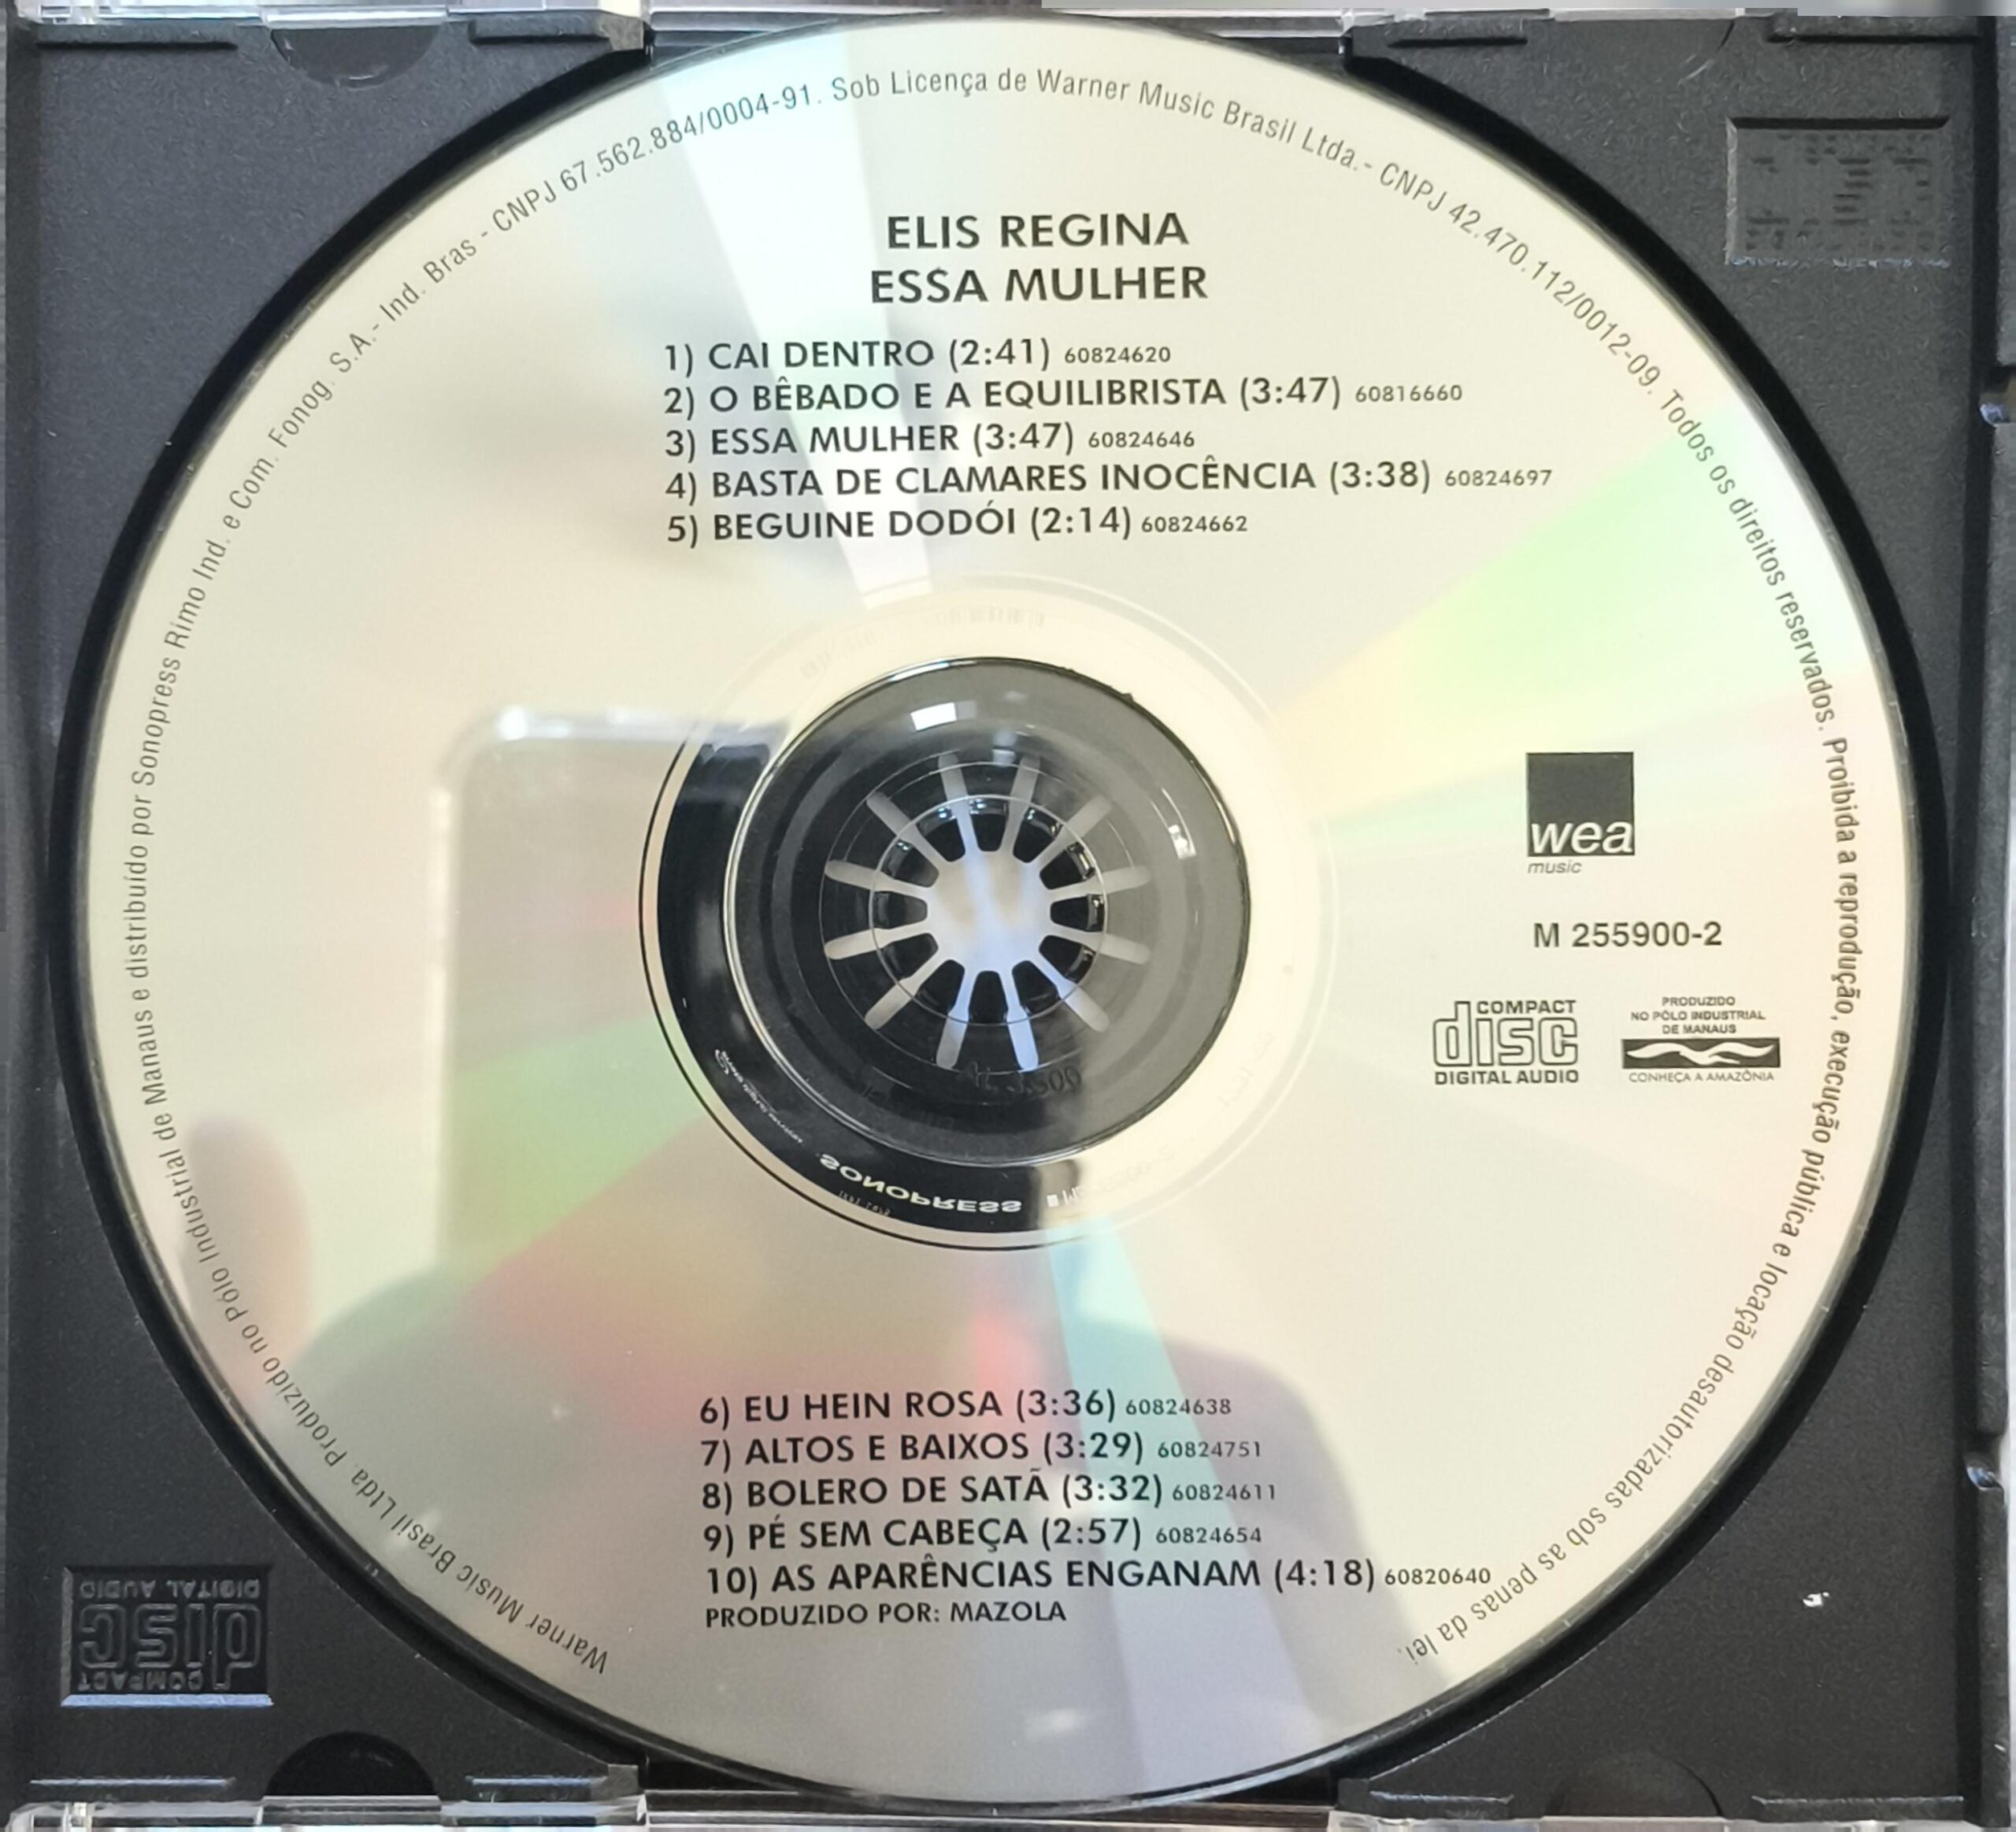 Warner Music Brasil Ltda. Produzido no Pólo Industrial de Manaus e distribuído por Sonopress Rimo Ind. e Com. Fonog. S.A.- Ind. Bras - CNPJ 67.562.884/0004-91. Sob Licença de Warner Music Brasil Ltda.- CNPJ 42.470.112/0012-09. Todos os direitos reservados. Proibida a reprodução, execução pública e locação desautorizadas sob as penas da lei.
ELIS REGINA
ESSA MULHER
1) CAI DENTRO (2:41) 60824620
2) O BÊBADO E A EQUILIBRISTA (3:47) 60816660
3) ESSA MULHER (3:47) 60824646
4) BASTA DE CLAMARES INOCÊNCIA (3:38) 60824697
5) BEGUINE DODÓI (2:14) 60824662
wea
music
M 255900-2
COMPACT
disc
DIGITAL AUDIO
PRODUZIDO
NO PÓLO INDUSTRIAL
DE MANAUS
CONHEÇA A AMAZÔNIA
SONOPRESS
6) EU HEIN ROSA (3:36) 60824638
7) ALTOS E BAIXOS (3:29) 60824751
8) BOLERO DE SATÃ (3:32) 60824611
9) PÉ SEM CABEÇA (2:57) 60824654
10) AS APARÊNCIAS ENGANAM (4:18) 60820640
PRODUZIDO POR: MAZOLA
COMPACT
disc
DIGITAL AUDIO